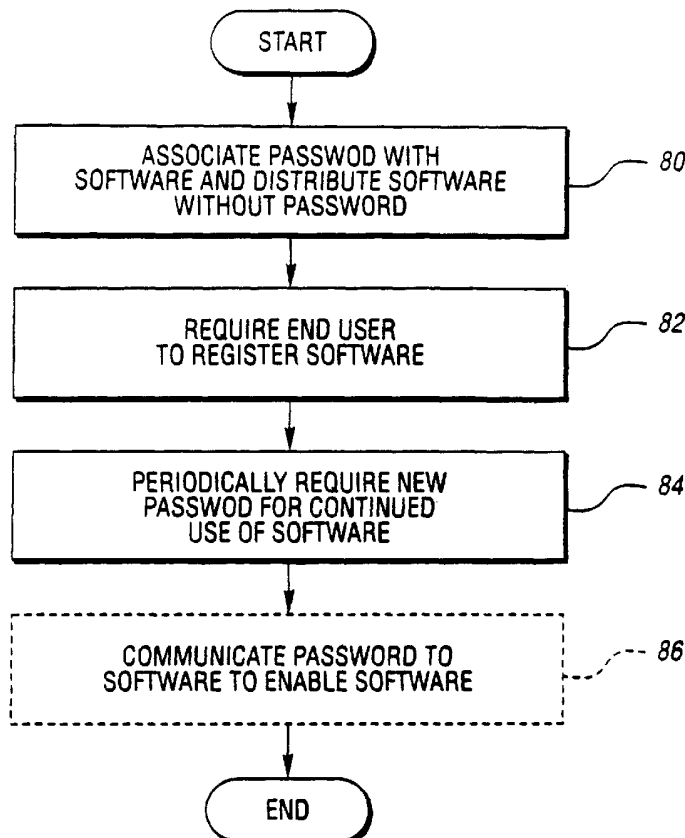 START
ASSOCIATE PASSWOD WITH
SOFTWARE AND DISTRIBUTE SOFTWARE
WITHOUT PASSWORD
80
REQUIRE END USER
TO REGISTER SOFTWARE
82
PERIODICALLY REQUIRE NEW
PASSWOD FOR CONTINUED
USE OF SOFTWARE
84
COMMUNICATE PASSWORD TO
SOFTWARE TO ENABLE SOFTWARE
86
END